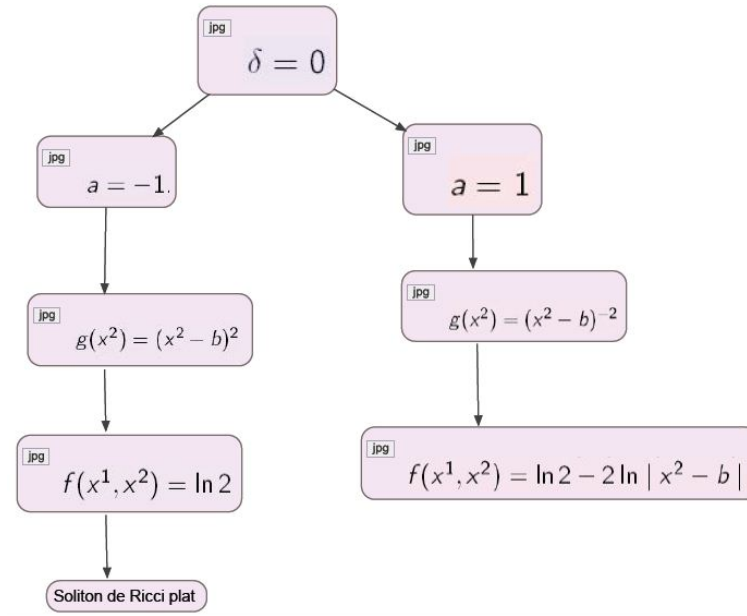 jpg
δ = 0
jpg
a = −1.
jpg
a = 1
jpg
g(x²) = (x² − b)²
jpg
g(x²) = (x² − b)⁻²
jpg
f(x¹, x²) = ln 2
jpg
f(x¹, x²) = ln 2 − 2 ln | x² − b |
Soliton de Ricci plat